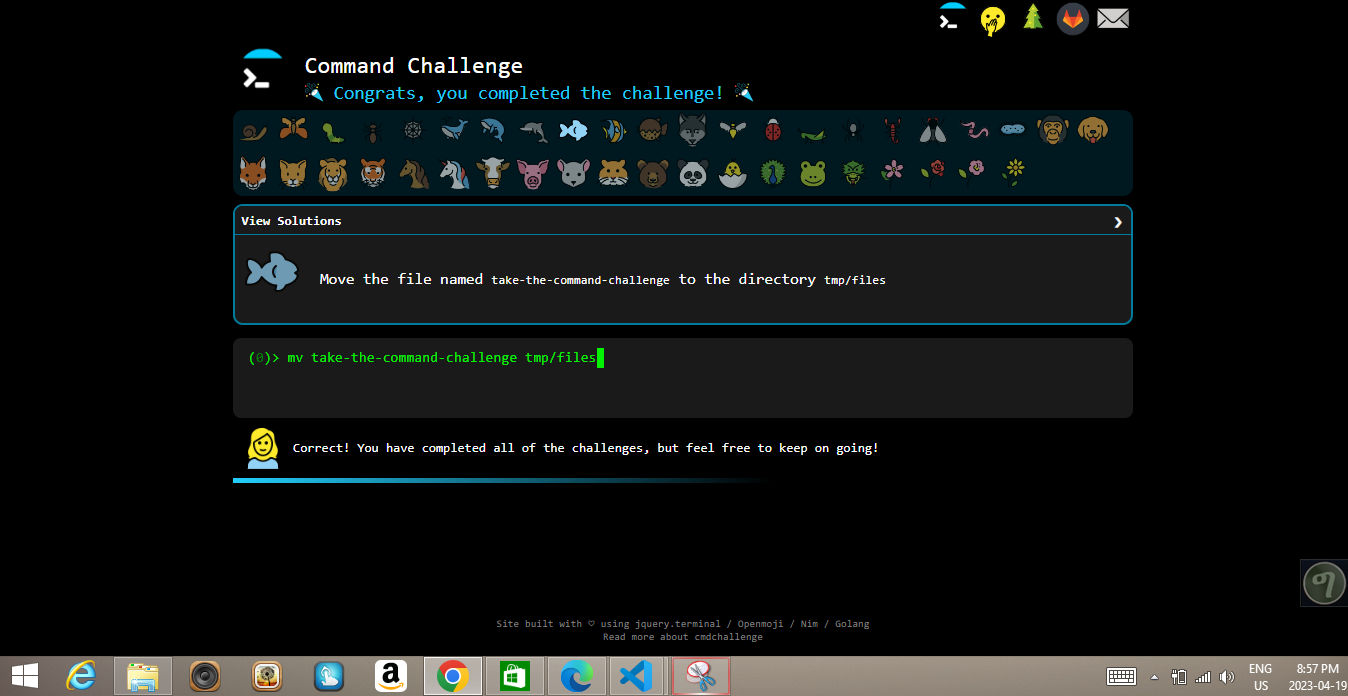 Command Challenge
Congrats, you completed the challenge!
View Solutions
Move the file named take-the-command-challenge to the directory tmp/files
(0)> mv take-the-command-challenge tmp/files
Correct! You have completed all of the challenges, but feel free to keep on going!
Site built with ♡ using jquery.terminal / Openmoji / Nim / Golang
Read more about cmdchallenge
ENG 8:57 PM
US 2023-04-19